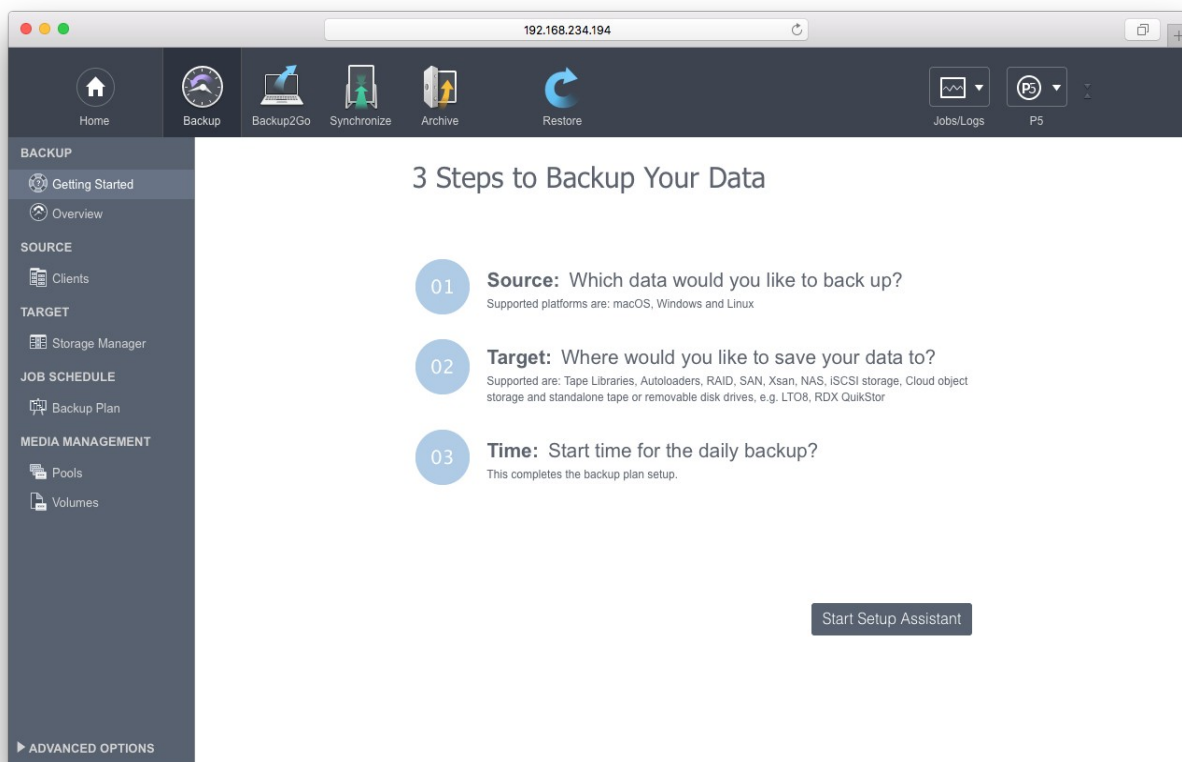 192.168.234.194
Home
Backup
Backup2Go
Synchronize
Archive
Restore
Jobs/Logs
P5
P5
BACKUP
Getting Started
Overview
SOURCE
Clients
TARGET
Storage Manager
JOB SCHEDULE
Backup Plan
MEDIA MANAGEMENT
Pools
Volumes
ADVANCED OPTIONS
3 Steps to Backup Your Data
01
Source: Which data would you like to back up?
Supported platforms are: macOS, Windows and Linux
02
Target: Where would you like to save your data to?
Supported are: Tape Libraries, Autoloaders, RAID, SAN, Xsan, NAS, iSCSI storage, Cloud object
storage and standalone tape or removable disk drives, e.g. LTO8, RDX QuikStor
03
Time: Start time for the daily backup?
This completes the backup plan setup.
Start Setup Assistant